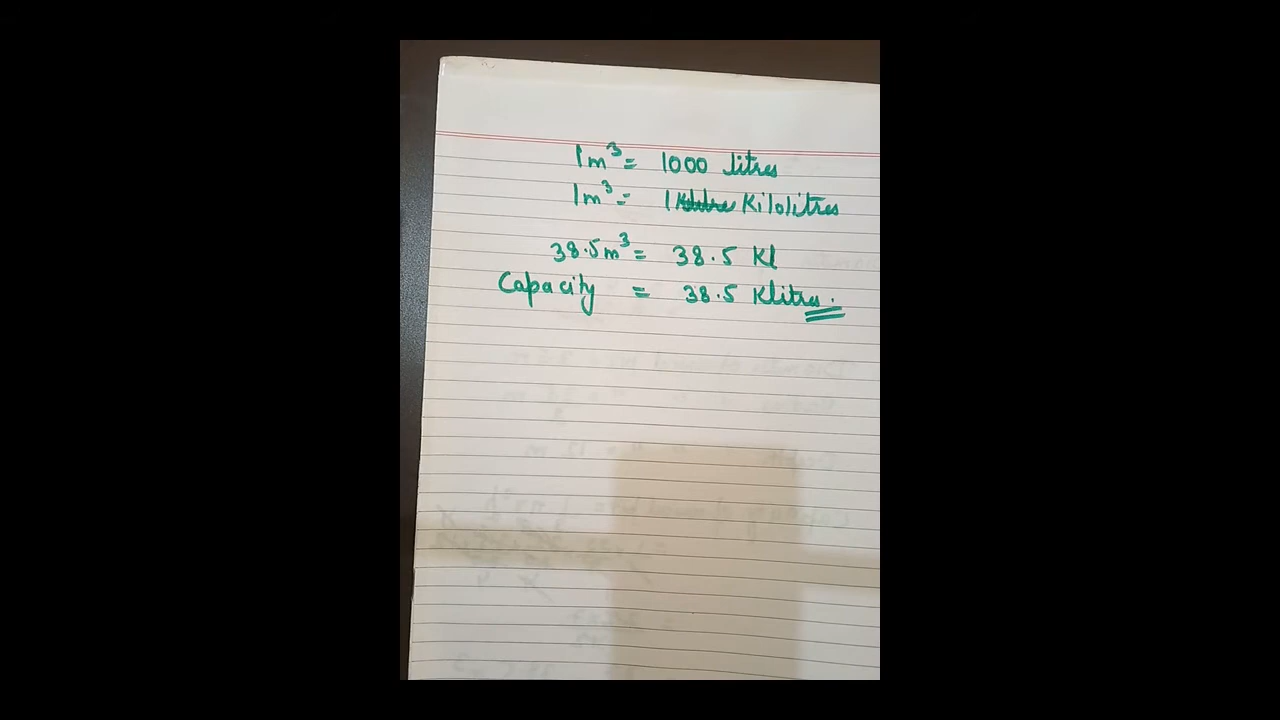 1m³ = 1000 litres
1m³ = 1 Kilolitres
38.5m³ = 38.5 Kl
Capacity = 38.5 Klitres.